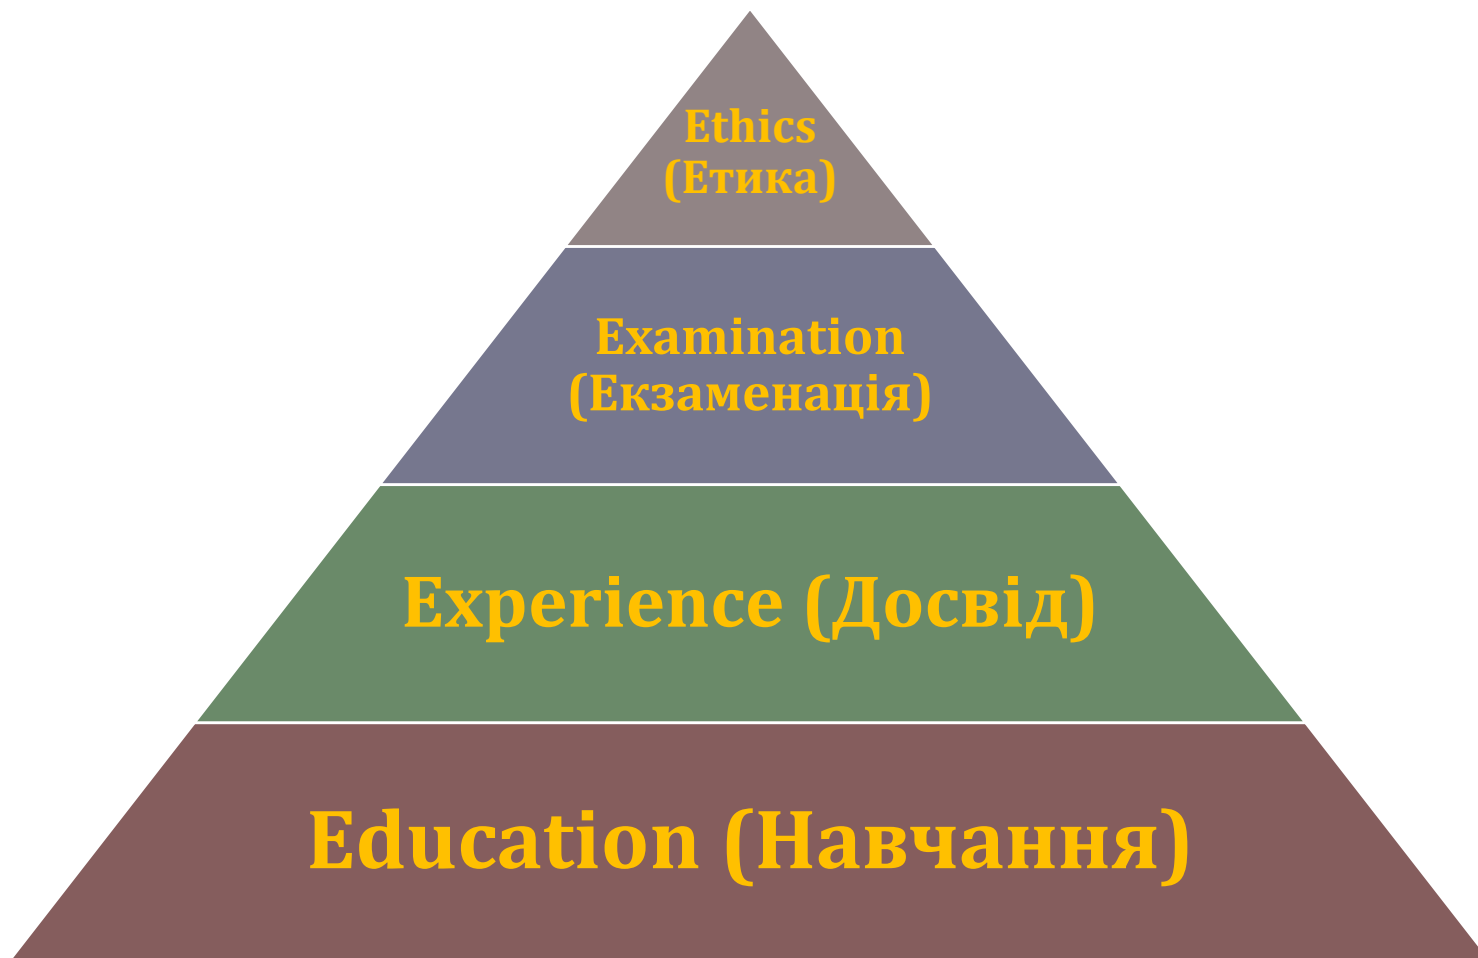 Ethics
(Етика)
Examination
(Екзаменація)
Experience (Досвід)
Education (Навчання)